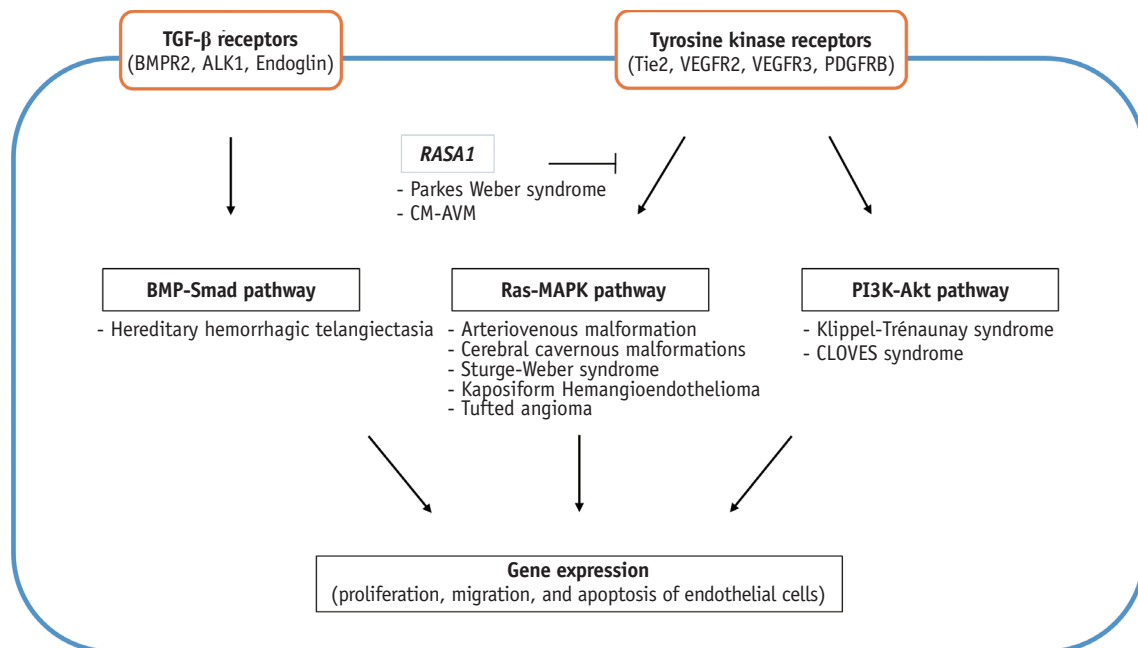 TGF-β receptors
(BMPR2, ALK1, Endoglin)
Tyrosine kinase receptors
(Tie2, VEGFR2, VEGFR3, PDGFRB)
RASA1
- Parkes Weber syndrome
- CM-AVM
BMP-Smad pathway
- Hereditary hemorrhagic telangiectasia
Ras-MAPK pathway
- Arteriovenous malformation
- Cerebral cavernous malformations
- Sturge-Weber syndrome
- Kaposiform Hemangioendothelioma
- Tufted angioma
PI3K-Akt pathway
- Klippel-Trénaunay syndrome
- CLOVES syndrome
Gene expression
(proliferation, migration, and apoptosis of endothelial cells)